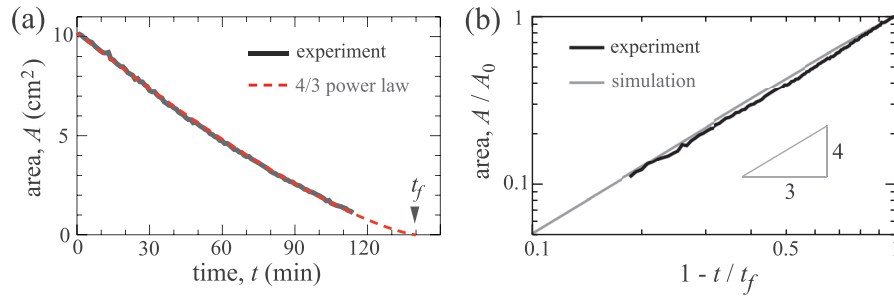 (a)
10
5
0
area, A (cm²)
experiment
4/3 power law
t_f
0
30
60
90
120
time, t (min)
(b)
1
0.1
area, A / A₀
experiment
simulation
4
3
0.1
0.5
1
1 - t / t_f